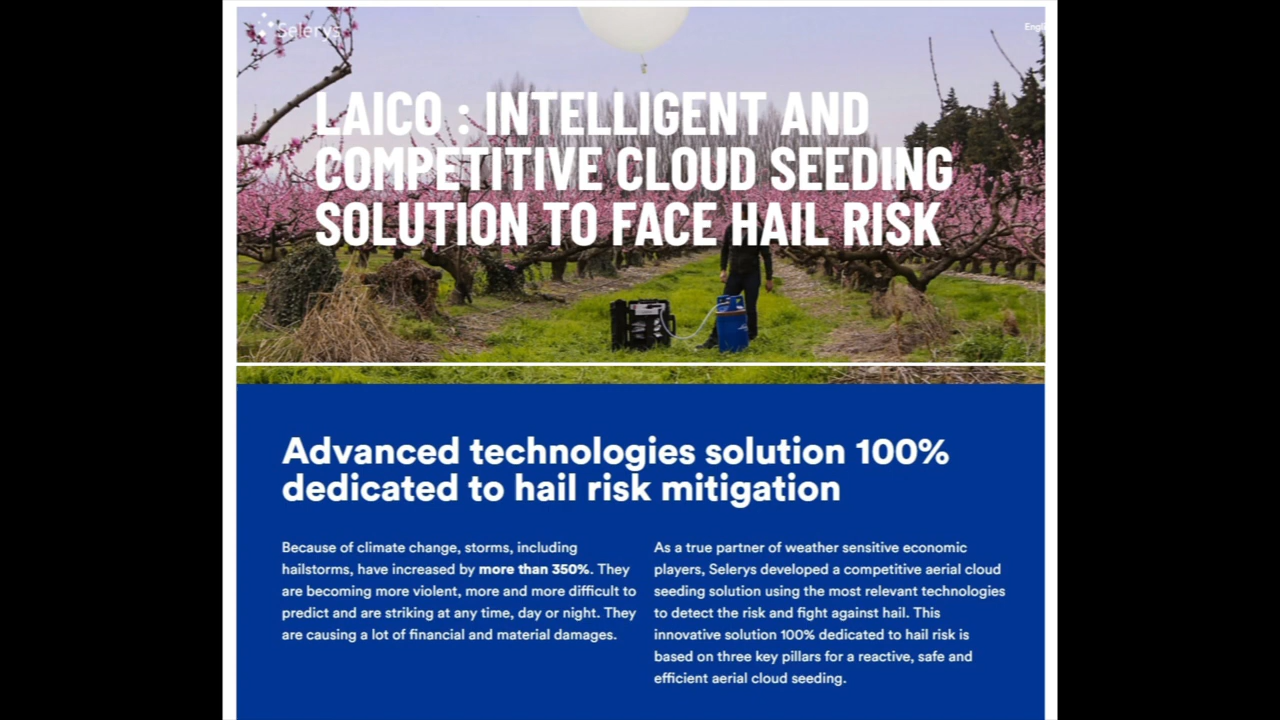 Selerys
LAICO : INTELLIGENT AND
COMPETITIVE CLOUD SEEDING
SOLUTION TO FACE HAIL RISK
Advanced technologies solution 100%
dedicated to hail risk mitigation
Because of climate change, storms, including
hailstorms, have increased by more than 350%. They
are becoming more violent, more and more difficult to
predict and are striking at any time, day or night. They
are causing a lot of financial and material damages.
As a true partner of weather sensitive economic
players, Selerys developed a competitive aerial cloud
seeding solution using the most relevant technologies
to detect the risk and fight against hail. This
innovative solution 100% dedicated to hail risk is
based on three key pillars for a reactive, safe and
efficient aerial cloud seeding.